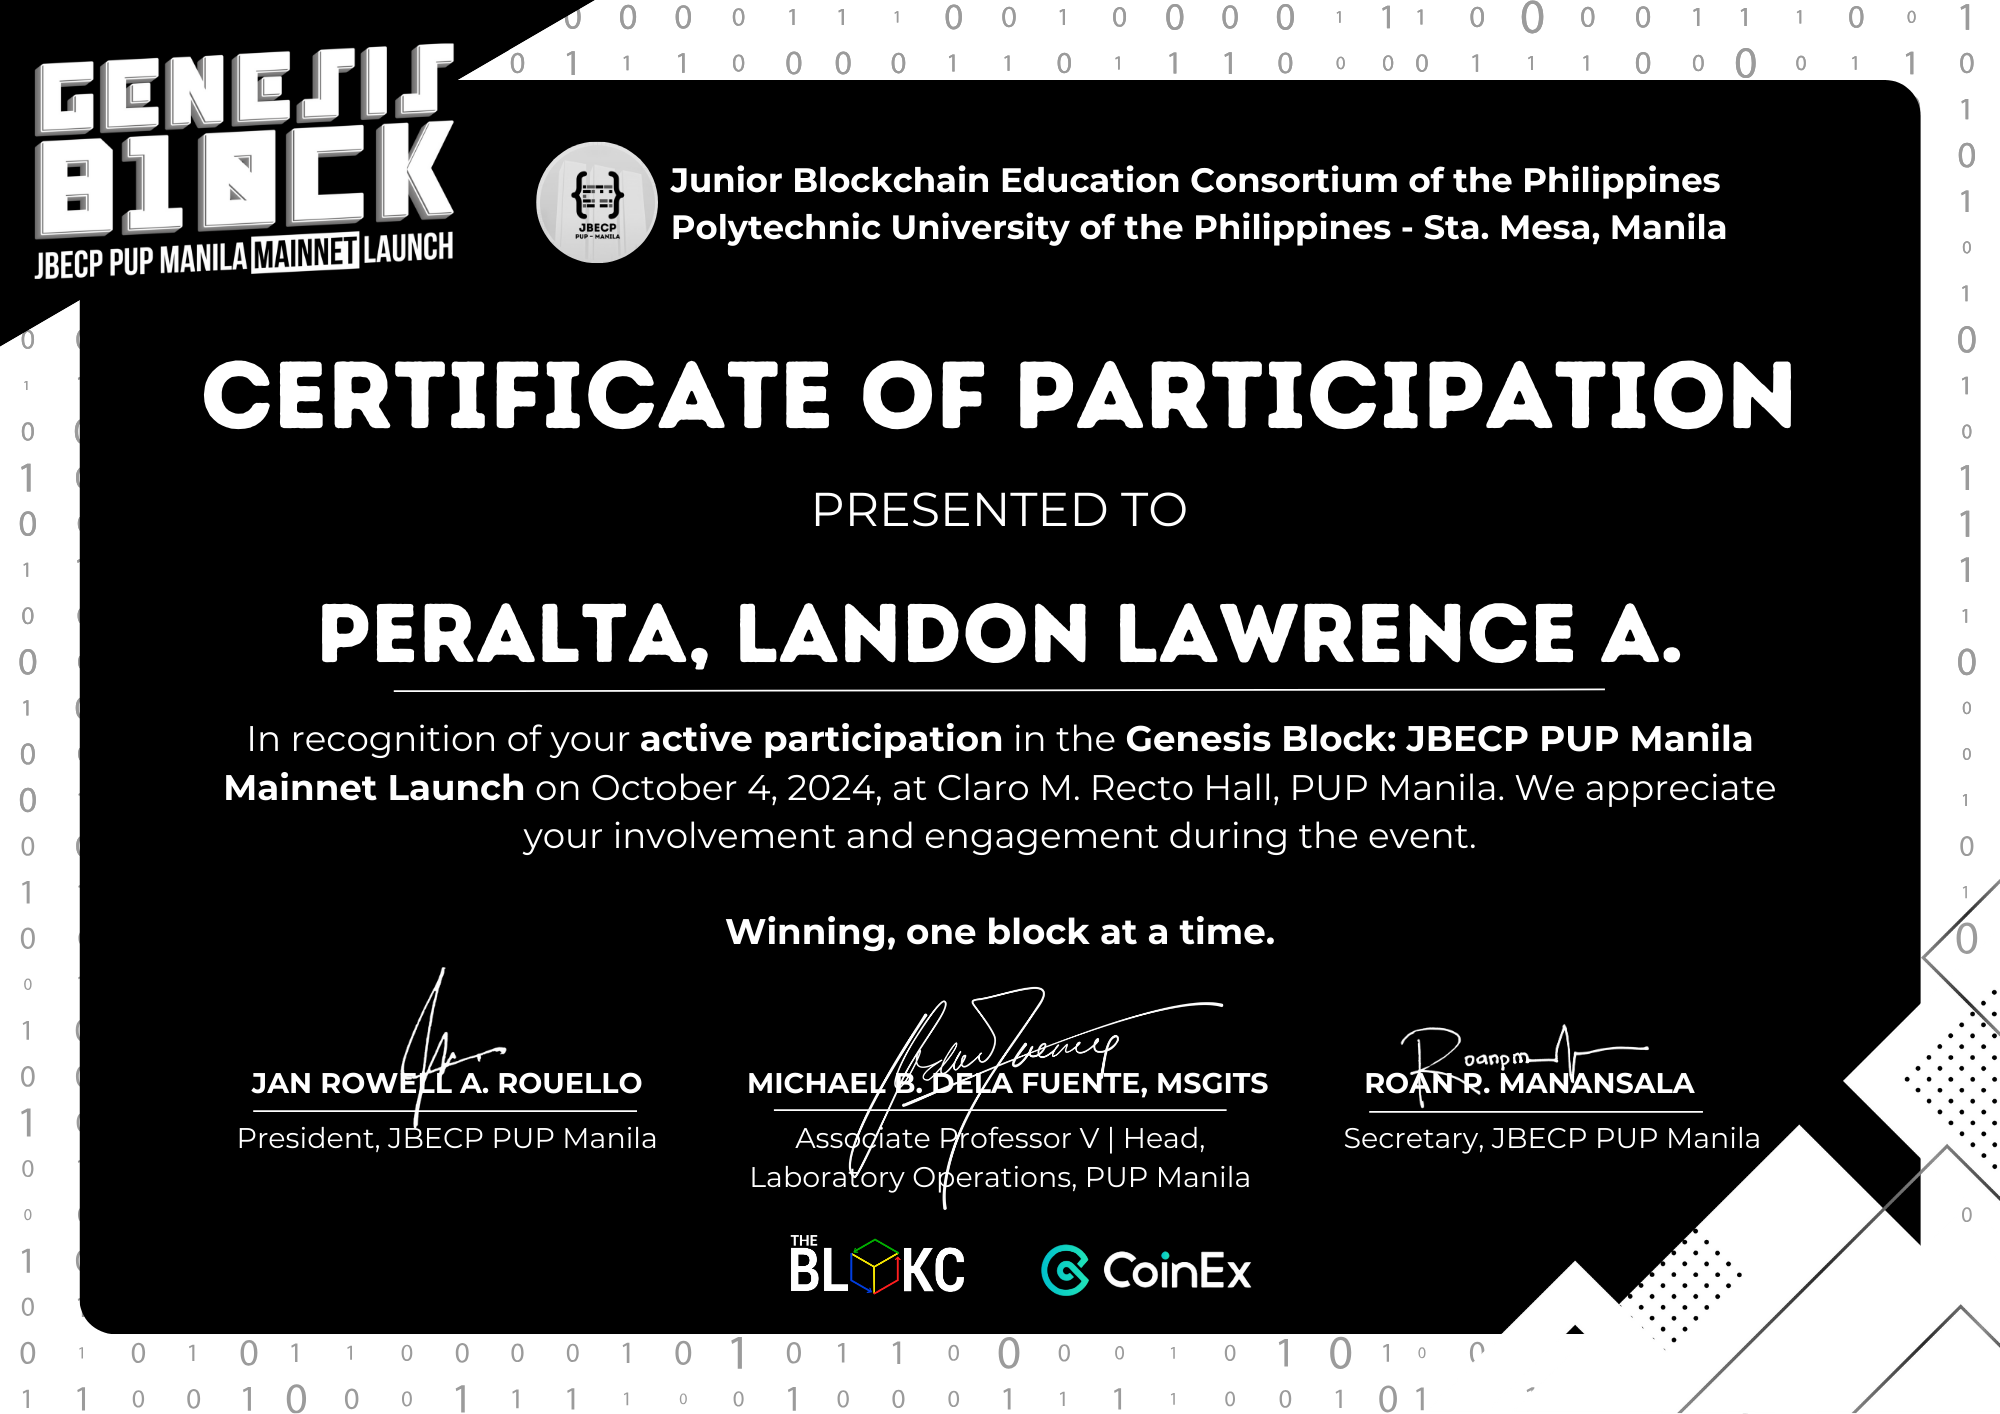 GENESIS
BL0CK
JBECP PUP MANILA MAINNET LAUNCH
JBECP
PUP - MANILA
Junior Blockchain Education Consortium of the Philippines
Polytechnic University of the Philippines - Sta. Mesa, Manila
CERTIFICATE OF PARTICIPATION
PRESENTED TO
PERALTA, LANDON LAWRENCE A.
In recognition of your active participation in the Genesis Block: JBECP PUP Manila
Mainnet Launch on October 4, 2024, at Claro M. Recto Hall, PUP Manila. We appreciate
your involvement and engagement during the event.
Winning, one block at a time.
JAN ROWELL A. ROUELLO
President, JBECP PUP Manila
MICHAEL B. DELA FUENTE, MSGITS
Associate Professor V | Head,
Laboratory Operations, PUP Manila
Roanpm
ROAN R. MANANSALA
Secretary, JBECP PUP Manila
THE
BLOKC
CoinEx